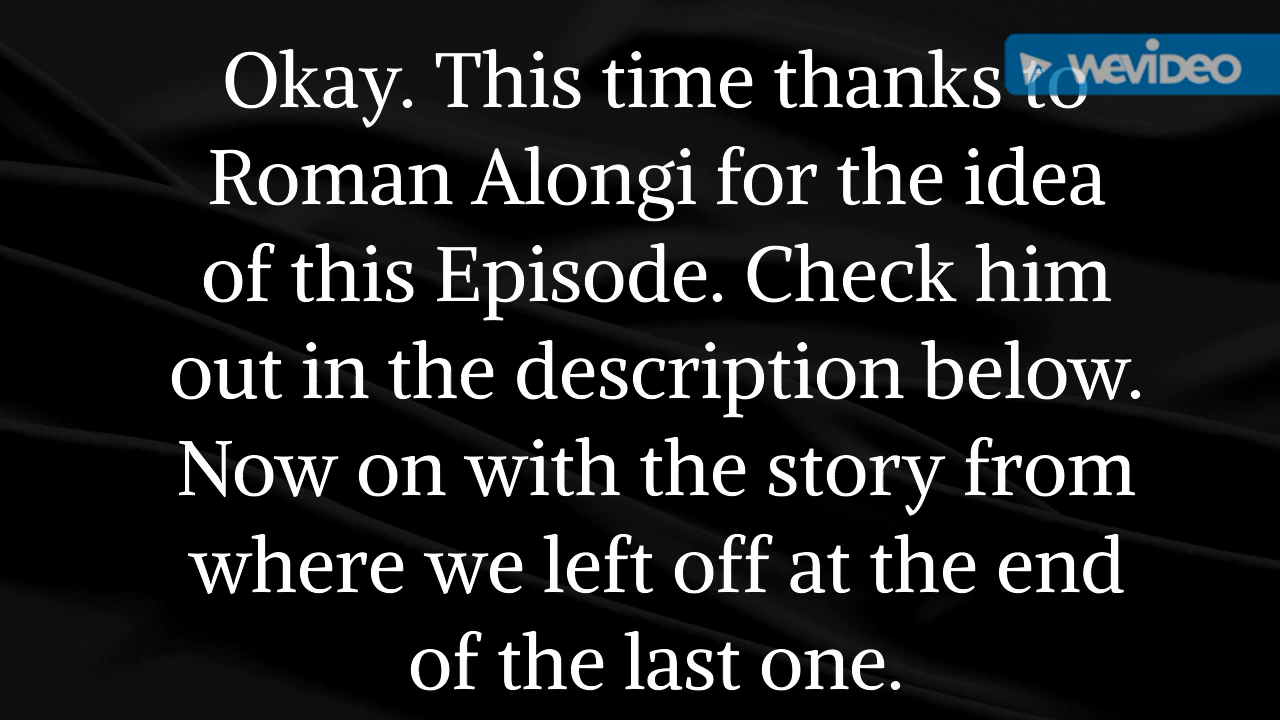 WEVIDEO
Okay. This time thanks to
Roman Alongi for the idea
of this Episode. Check him
out in the description below.
Now on with the story from
where we left off at the end
of the last one.